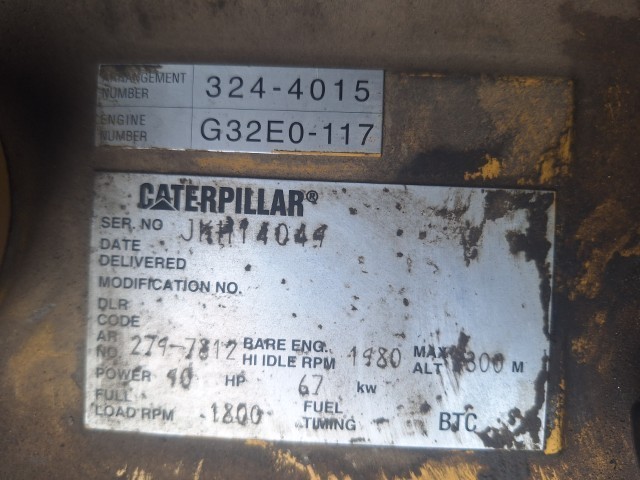 ARRANGEMENT NUMBER 324-4015
ENGINE NUMBER G32E0-117
CATERPILLAR®
SER. NO
DATE
DELIVERED
MODIFICATION NO.
DLR
CODE
AR NO. 279-7812 BARE ENG. HI IDLE RPM 1980 MAX ALT M
POWER HP 67 kw
FULL LOAD RPM 1800 FUEL TIMING BTC